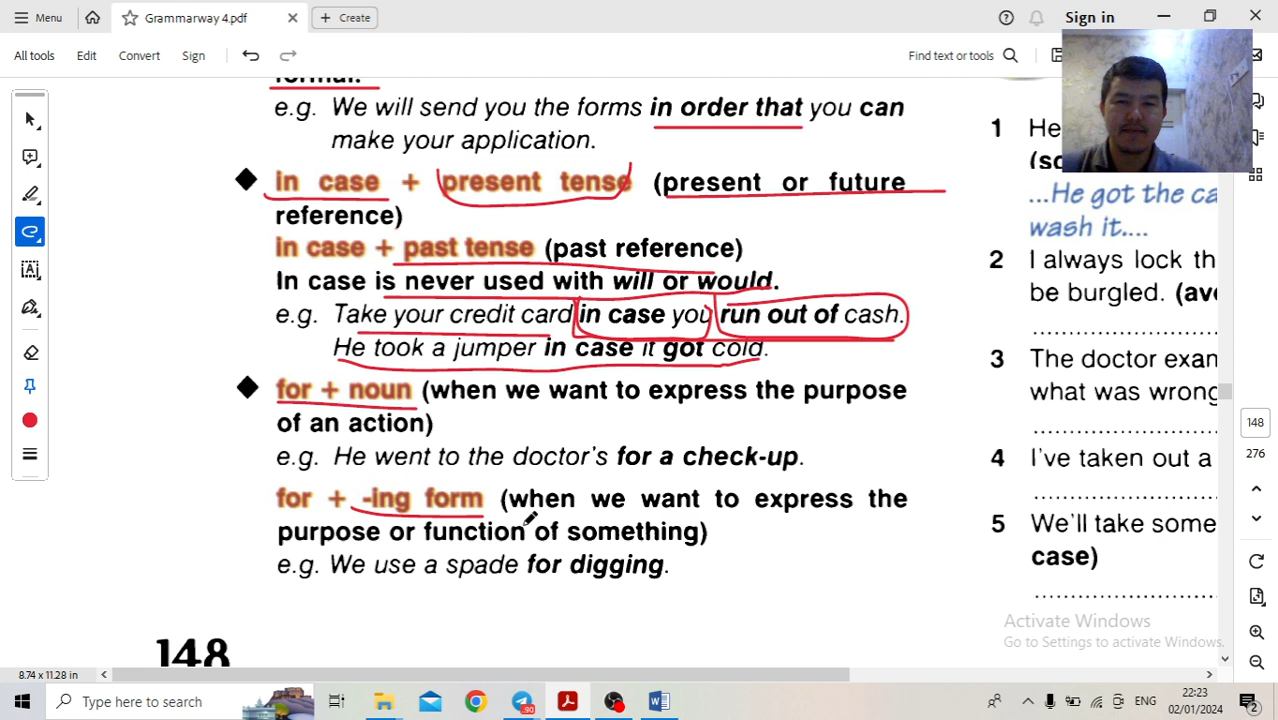 Menu
Grammarway 4.pdf
Create
Sign in
All tools
Edit
Convert
Sign
Find text or tools
formal.
e.g. We will send you the forms in order that you can
make your application.
in case + present tense (present or future
reference)
in case + past tense (past reference)
In case is never used with will or would.
e.g. Take your credit card in case you run out of cash.
He took a jumper in case it got cold.
for + noun (when we want to express the purpose
of an action)
e.g. He went to the doctor's for a check-up.
for + -ing form (when we want to express the
purpose or function of something)
e.g. We use a spade for digging.
148
1 He
(so
...He got the ca
wash it....
2 I always lock th
be burgled. (avo
3 The doctor exan
what was wrong
4 I've taken out a
5 We'll take some
case)
148
276
Activate Windows
Go to Settings to activate Windows.
8.74 x 11.28 in
Type here to search
90
ENG
22:23
02/01/2024
2